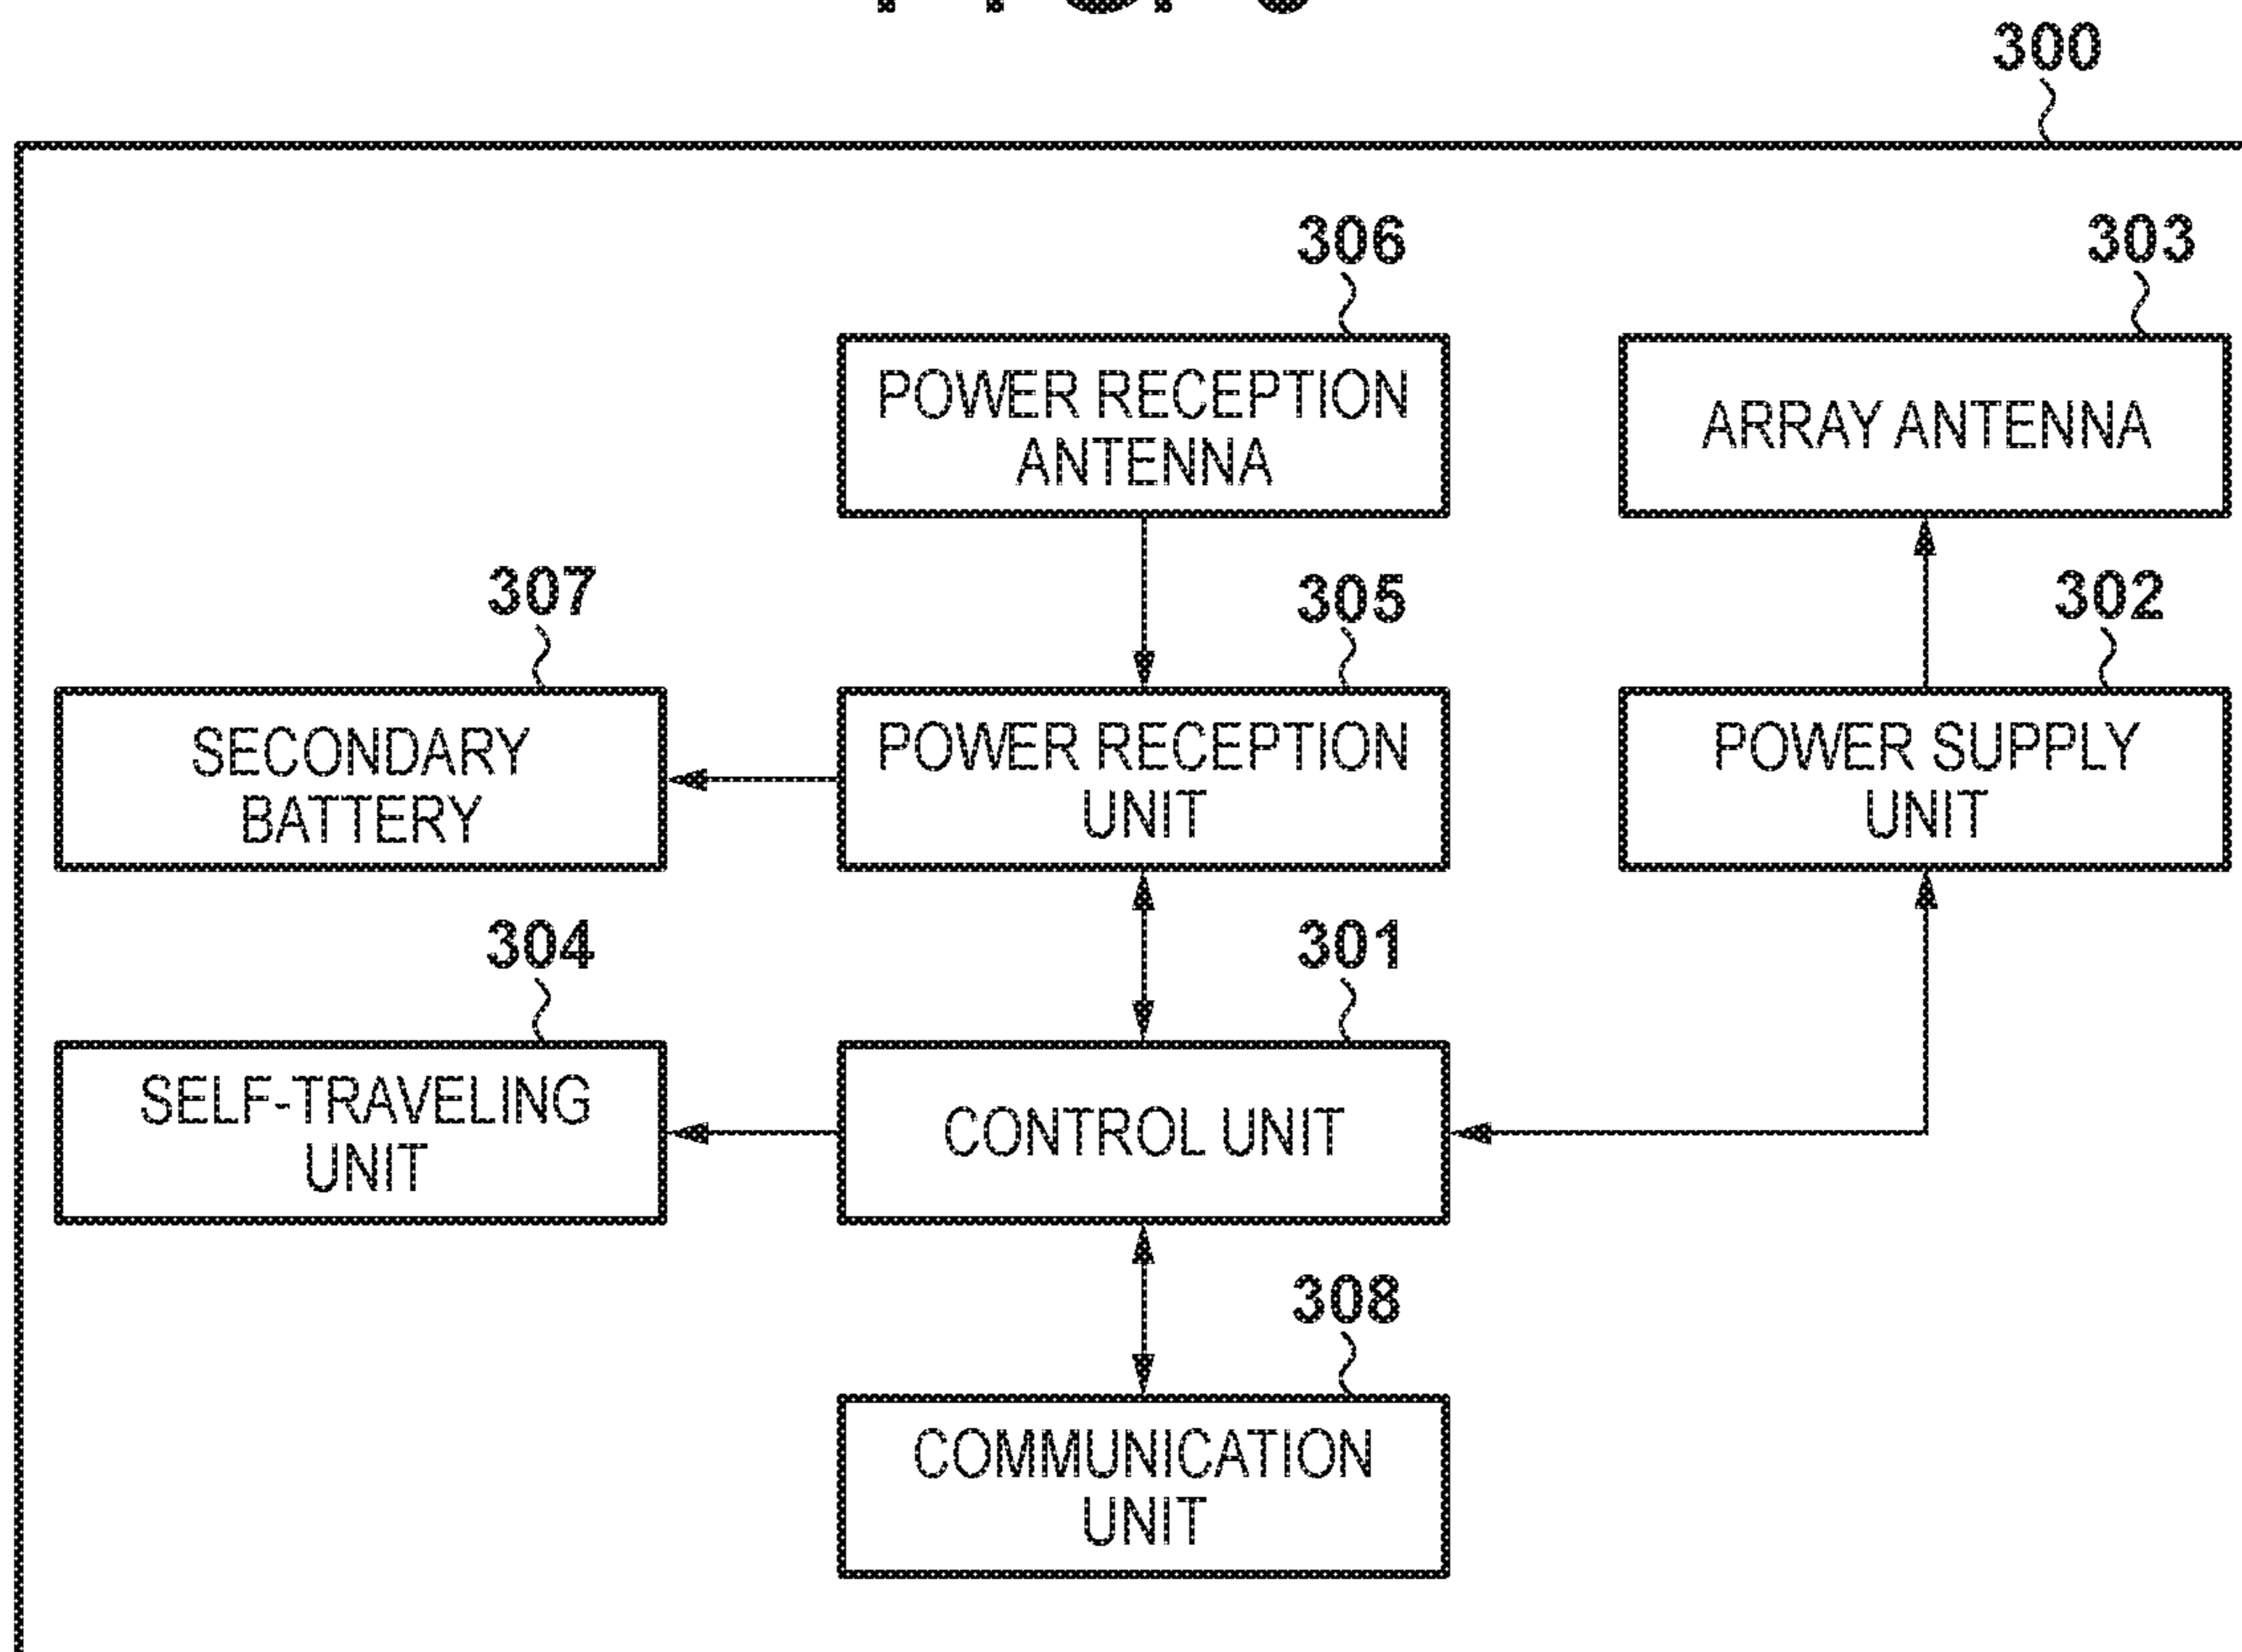 300
306
303
POWER RECEPTION
ANTENNA
ARRAY ANTENNA
307
305
302
SECONDARY
BATTERY
POWER RECEPTION
UNIT
POWER SUPPLY
UNIT
304
301
SELF-TRAVELING
UNIT
CONTROL UNIT
308
COMMUNICATION
UNIT